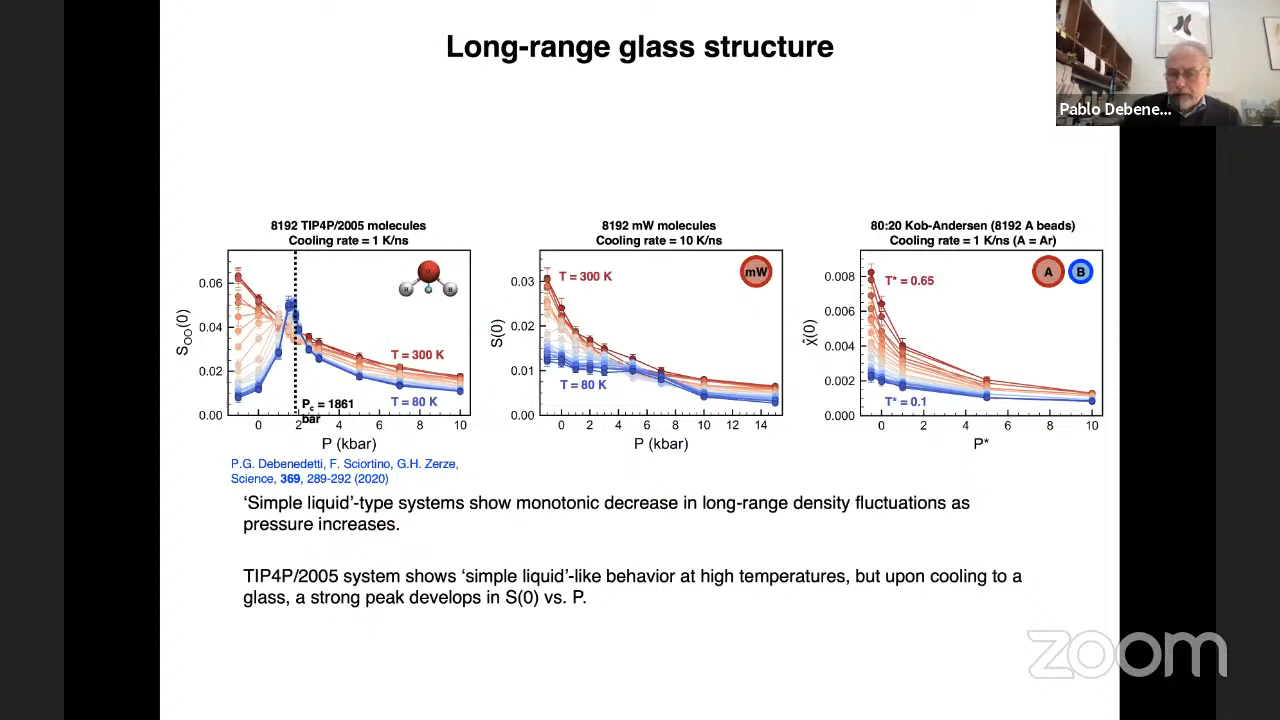 Long-range glass structure
Pablo Debene...
8192 TIP4P/2005 molecules
Cooling rate = 1 K/ns
S_OO(0)
0.06
0.04
0.02
0.00
H
H
T = 300 K
T = 80 K
P_c = 1861
bar
0
2
4
6
8
10
P (kbar)
8192 mW molecules
Cooling rate = 10 K/ns
S(0)
0.03
0.02
0.01
0.00
mW
T = 300 K
T = 80 K
0
2
4
6
8
10
12
14
P (kbar)
80:20 Kob-Andersen (8192 A beads)
Cooling rate = 1 K/ns (A = Ar)
χ̂(0)
0.008
0.006
0.004
0.002
0.000
A
B
T* = 0.65
T* = 0.1
0
2
4
6
8
10
P*
P.G. Debenedetti, F. Sciortino, G.H. Zerze,
Science, 369, 289-292 (2020)
‘Simple liquid’-type systems show monotonic decrease in long-range density fluctuations as
pressure increases.
TIP4P/2005 system shows ‘simple liquid’-like behavior at high temperatures, but upon cooling to a
glass, a strong peak develops in S(0) vs. P.
zoom